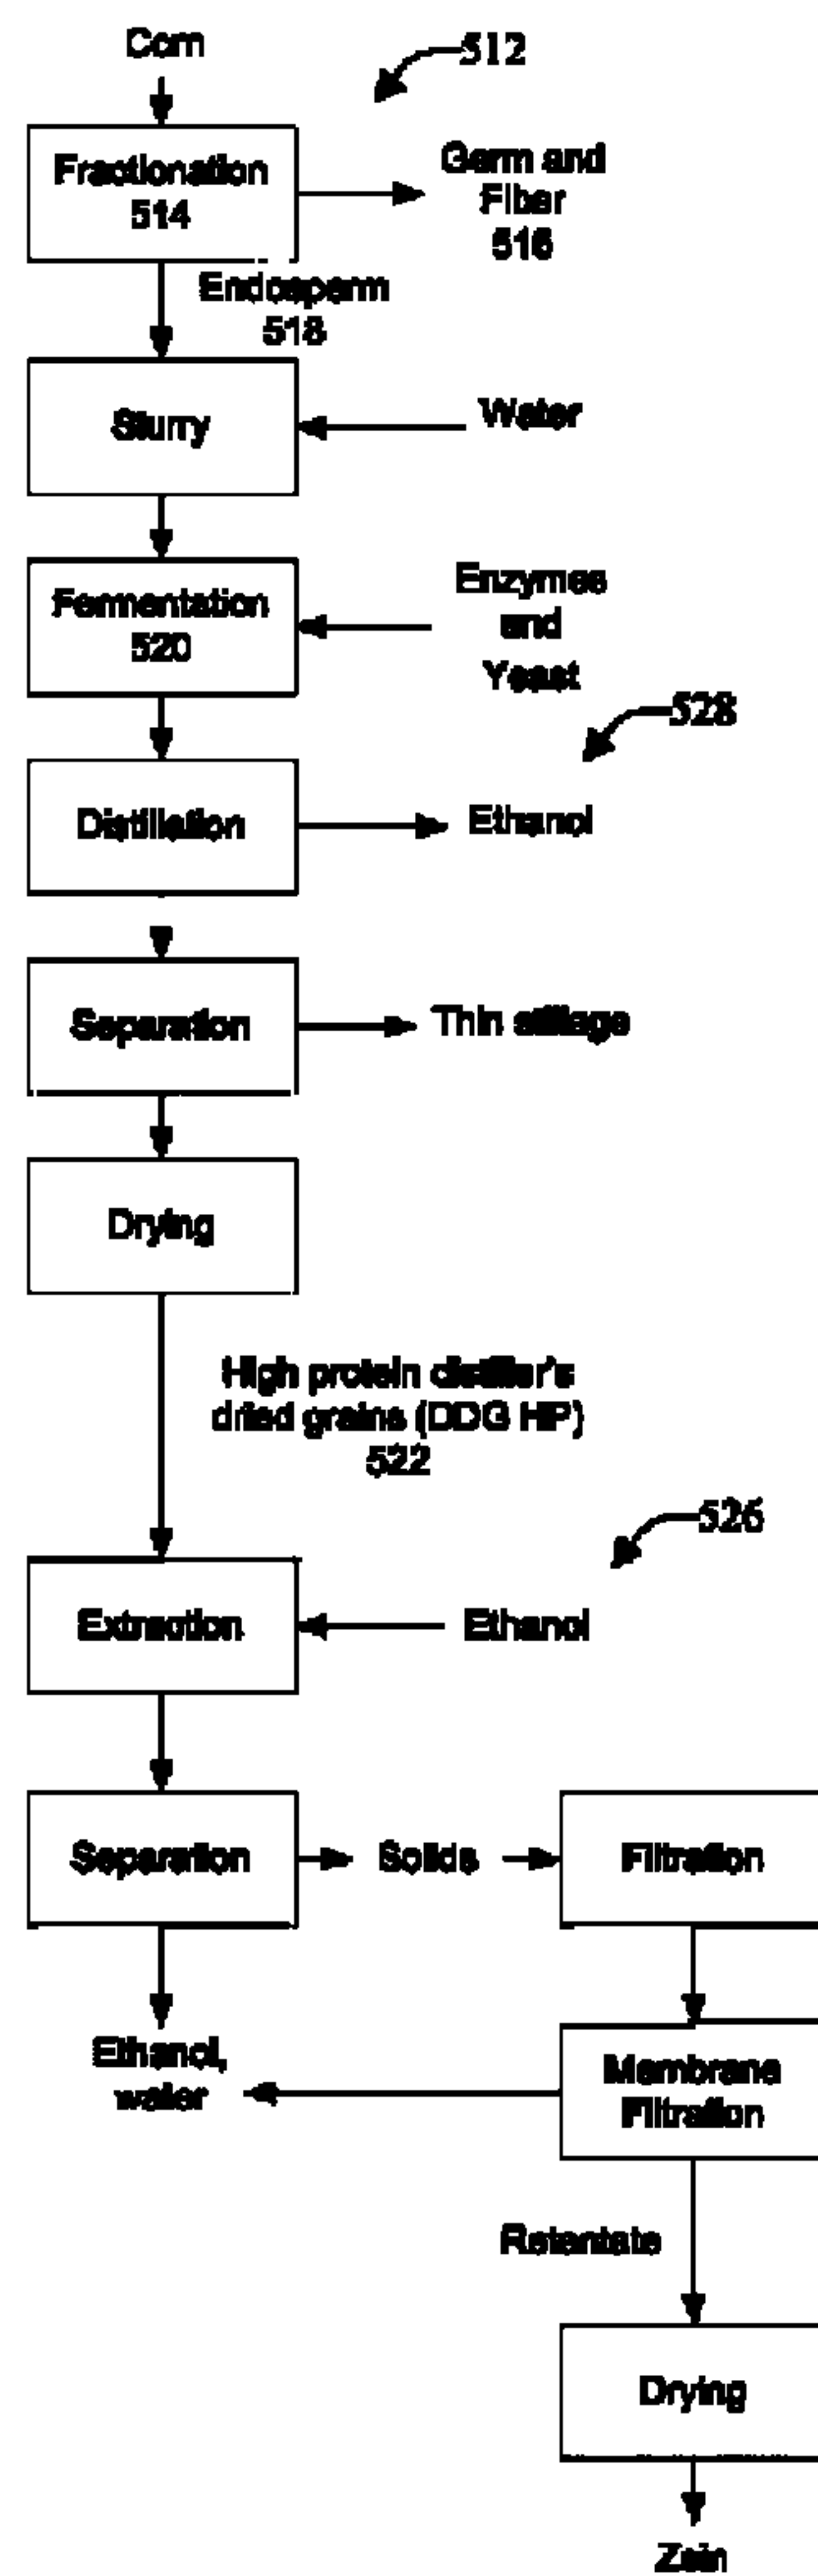 Corn
512
Fractionation
514
Germ and
Fiber
516
Endosperm
518
Slurry
Water
Fermentation
520
Enzymes
and
Yeast
528
Distillation
Ethanol
Separation
Thin stillage
Drying
High protein distiller's
dried grains (DDG HP)
522
526
Extraction
Ethanol
Separation
Solids
Filtration
Ethanol,
water
Membrane
Filtration
Retentate
Drying
Zein